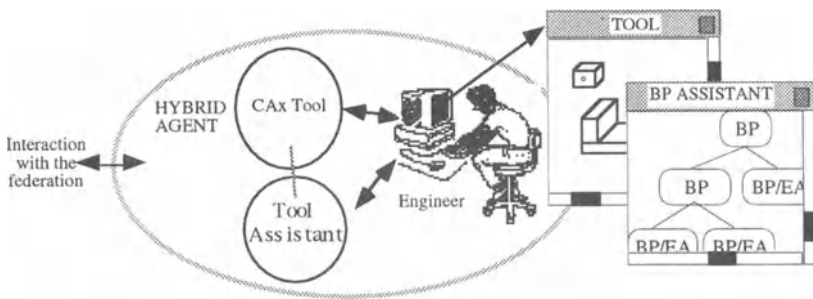 TOOL
HYBRID
AGENT
CAx Tool
BP ASSISTANT
BP
Interaction
with the
federation
BP
BP/EA
Engineer
Tool
Assistant
BP/EA
BP/EA